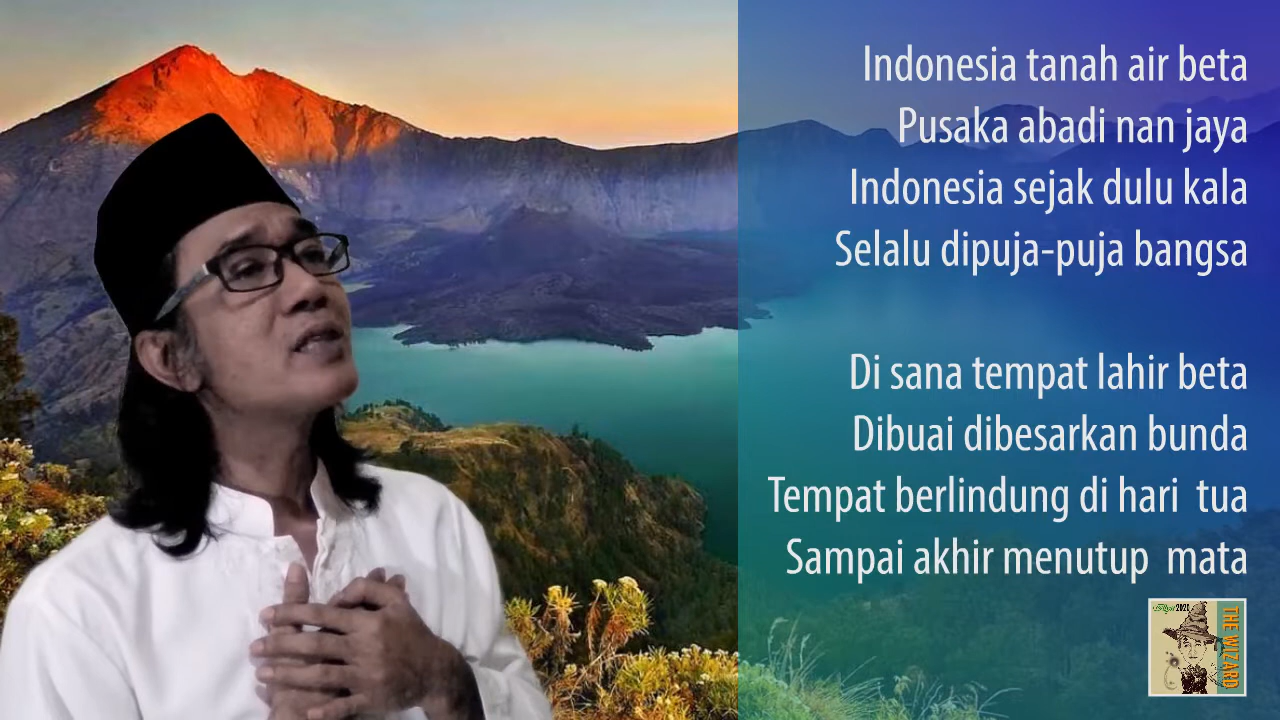 Indonesia tanah air beta
Pusaka abadi nan jaya
Indonesia sejak dulu kala
Selalu dipuja-puja bangsa
Di sana tempat lahir beta
Dibuai dibesarkan bunda
Tempat berlindung di hari tua
Sampai akhir menutup mata
2020
THE WIZARD